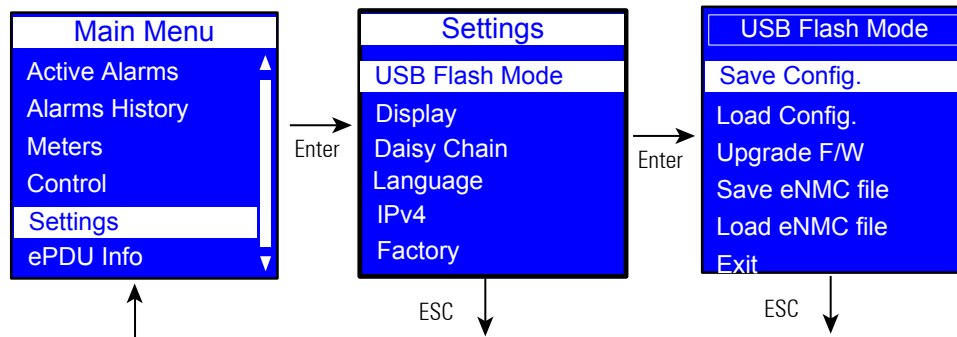 Main Menu
Active Alarms
Alarms History
Meters
Control
Settings
ePDU Info
Enter
Settings
USB Flash Mode
Display
Daisy Chain
Language
IPv4
Factory
ESC
Enter
USB Flash Mode
Save Config.
Load Config.
Upgrade F/W
Save eNMC file
Load eNMC file
Exit
ESC